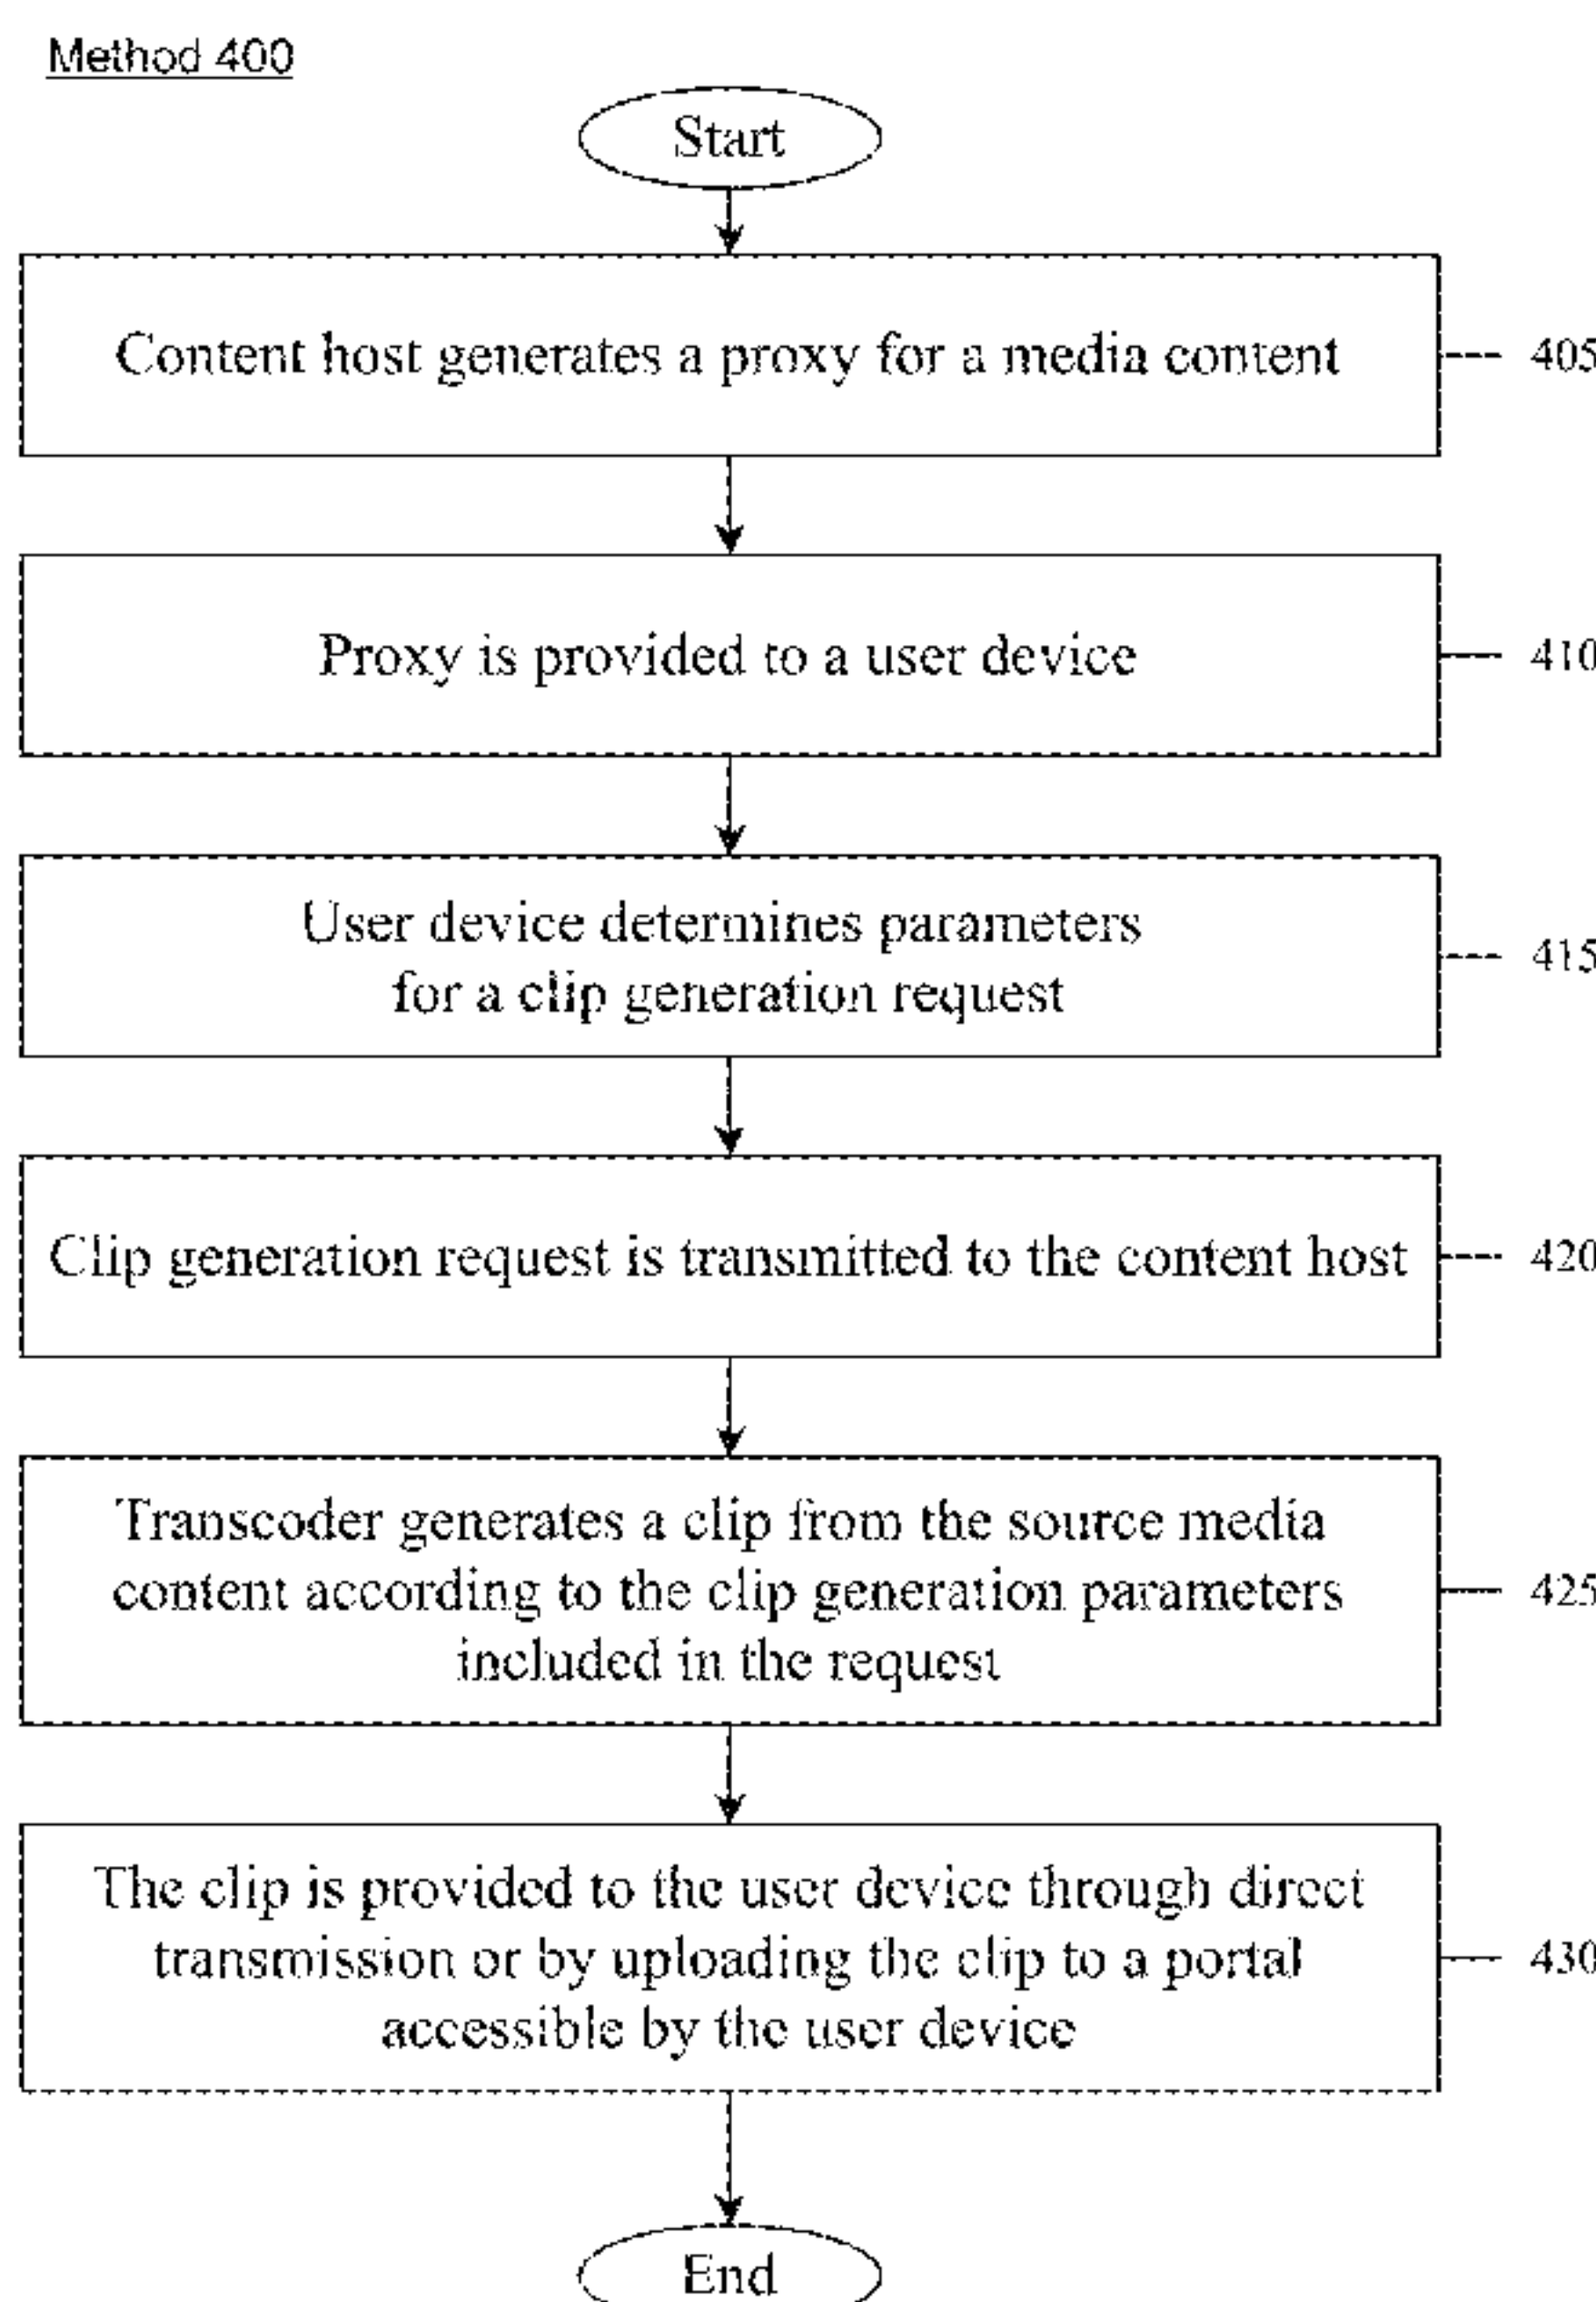 Method 400
Start
Content host generates a proxy for a media content
405
Proxy is provided to a user device
410
User device determines parameters
for a clip generation request
415
Clip generation request is transmitted to the content host
420
Transcoder generates a clip from the source media
content according to the clip generation parameters
included in the request
425
The clip is provided to the user device through direct
transmission or by uploading the clip to a portal
accessible by the user device
430
End